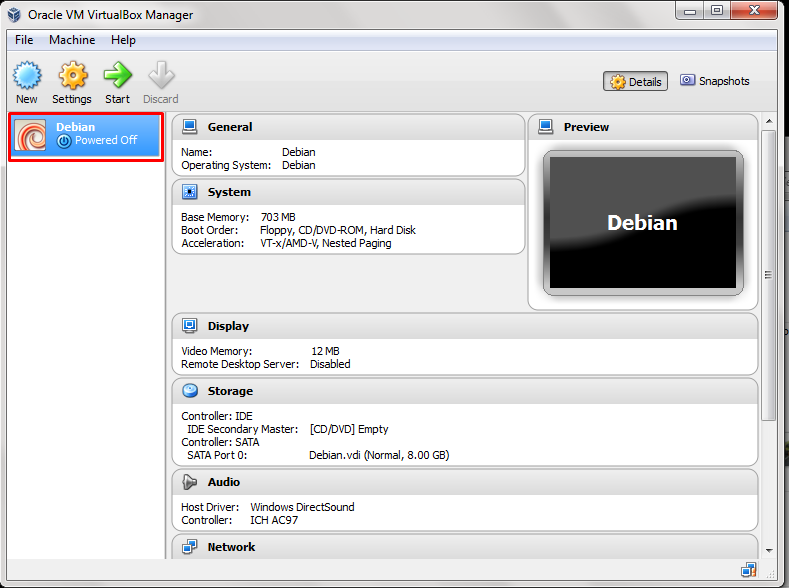 Oracle VM VirtualBox Manager
File Machine Help
New Settings Start Discard
Details Snapshots
Debian
Powered Off
General
Name: Debian
Operating System: Debian
System
Base Memory: 703 MB
Boot Order: Floppy, CD/DVD-ROM, Hard Disk
Acceleration: VT-x/AMD-V, Nested Paging
Preview
Debian
Display
Video Memory: 12 MB
Remote Desktop Server: Disabled
Storage
Controller: IDE
IDE Secondary Master: [CD/DVD] Empty
Controller: SATA
SATA Port 0: Debian.vdi (Normal, 8.00 GB)
Audio
Host Driver: Windows DirectSound
Controller: ICH AC97
Network